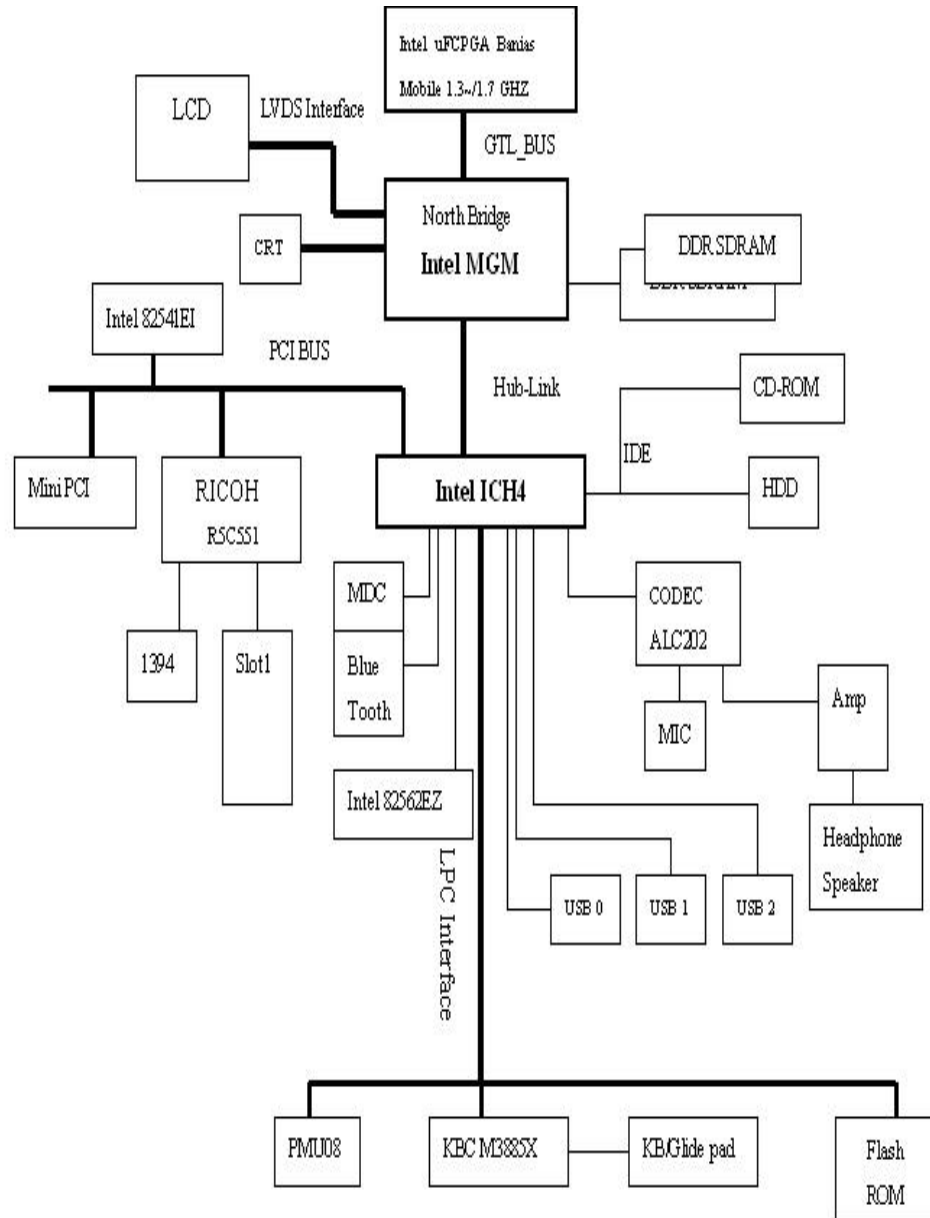 Intel uFCPGA Banias
Mobile 1.3~/1.7 GHZ
LCD
LVDS Interface
GTL_BUS
North Bridge
Intel MGM
CRT
DDR SDRAM
DDR SDRAM
Intel 82541EI
PCI BUS
Hub-Link
CD-ROM
IDE
Mini PCI
RICOH
R5C551
Intel ICH4
HDD
MDC
CODEC
ALC202
1394
Slot1
Blue
Tooth
MIC
Amp
Intel 82562EZ
Headphone
Speaker
LPC Interface
USB 0
USB 1
USB 2
PMU08
KBC M3885X
KB/Glide pad
Flash
ROM